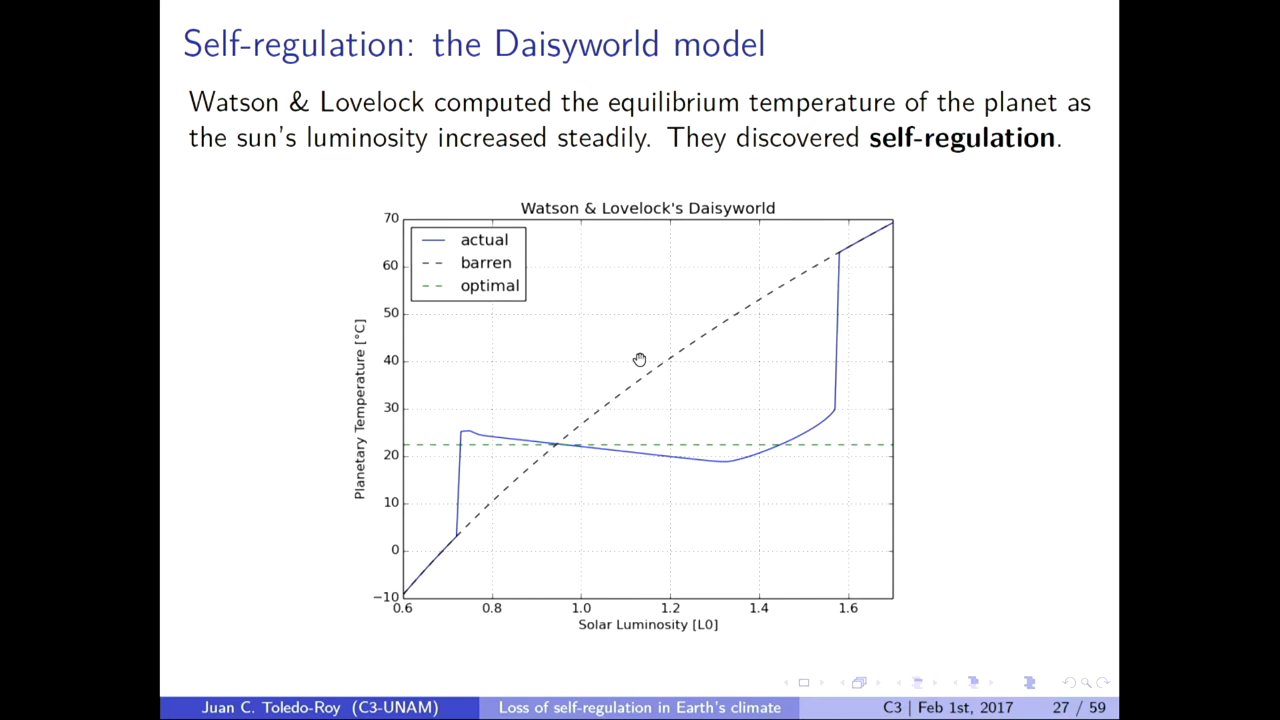 Self-regulation: the Daisyworld model
Watson & Lovelock computed the equilibrium temperature of the planet as
the sun's luminosity increased steadily. They discovered self-regulation.
Watson & Lovelock's Daisyworld
actual
barren
optimal
70
60
50
40
30
20
10
0
−10
Planetary Temperature [°C]
0.6 0.8 1.0 1.2 1.4 1.6
Solar Luminosity [L0]
Juan C. Toledo-Roy (C3-UNAM) Loss of self-regulation in Earth's climate C3 | Feb 1st, 2017 27 / 59